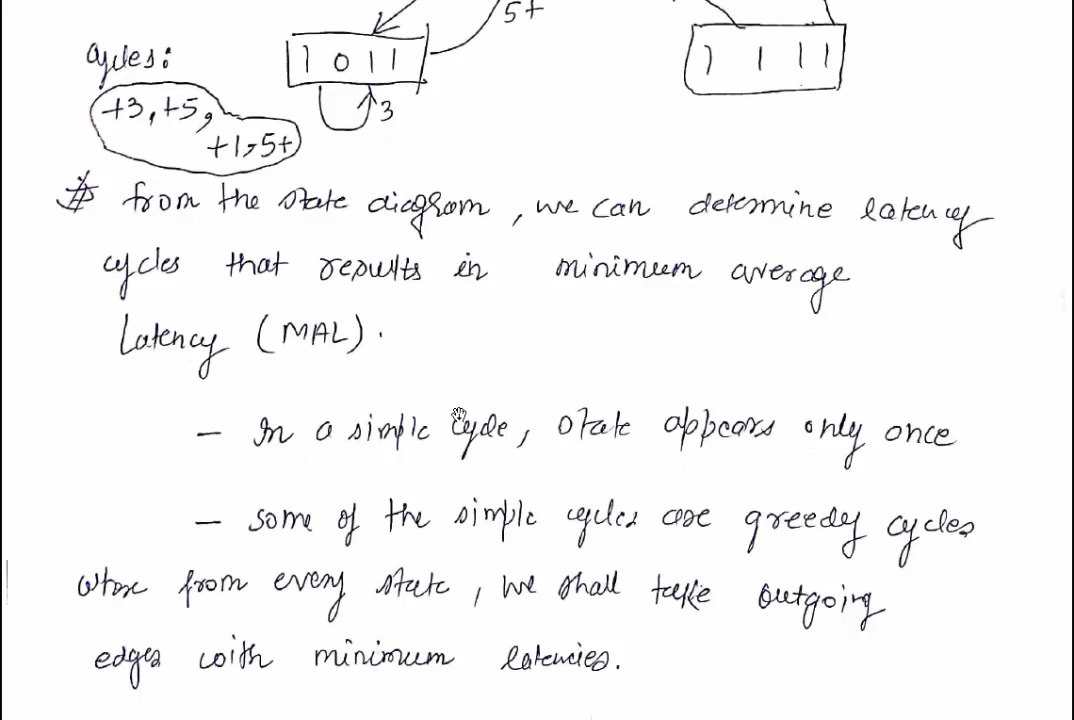 5+
cycles:
1 0 1 1
1 1 1 1
+3, +5,
3
+1, 5+
# from the state diagram, we can determine latency
cycles that results in minimum average
Latency (MAL).
- In a simple cycle, state appears only once
- some of the simple cycles are greedy cycles
where from every state, we shall take outgoing
edges with minimum latencies.